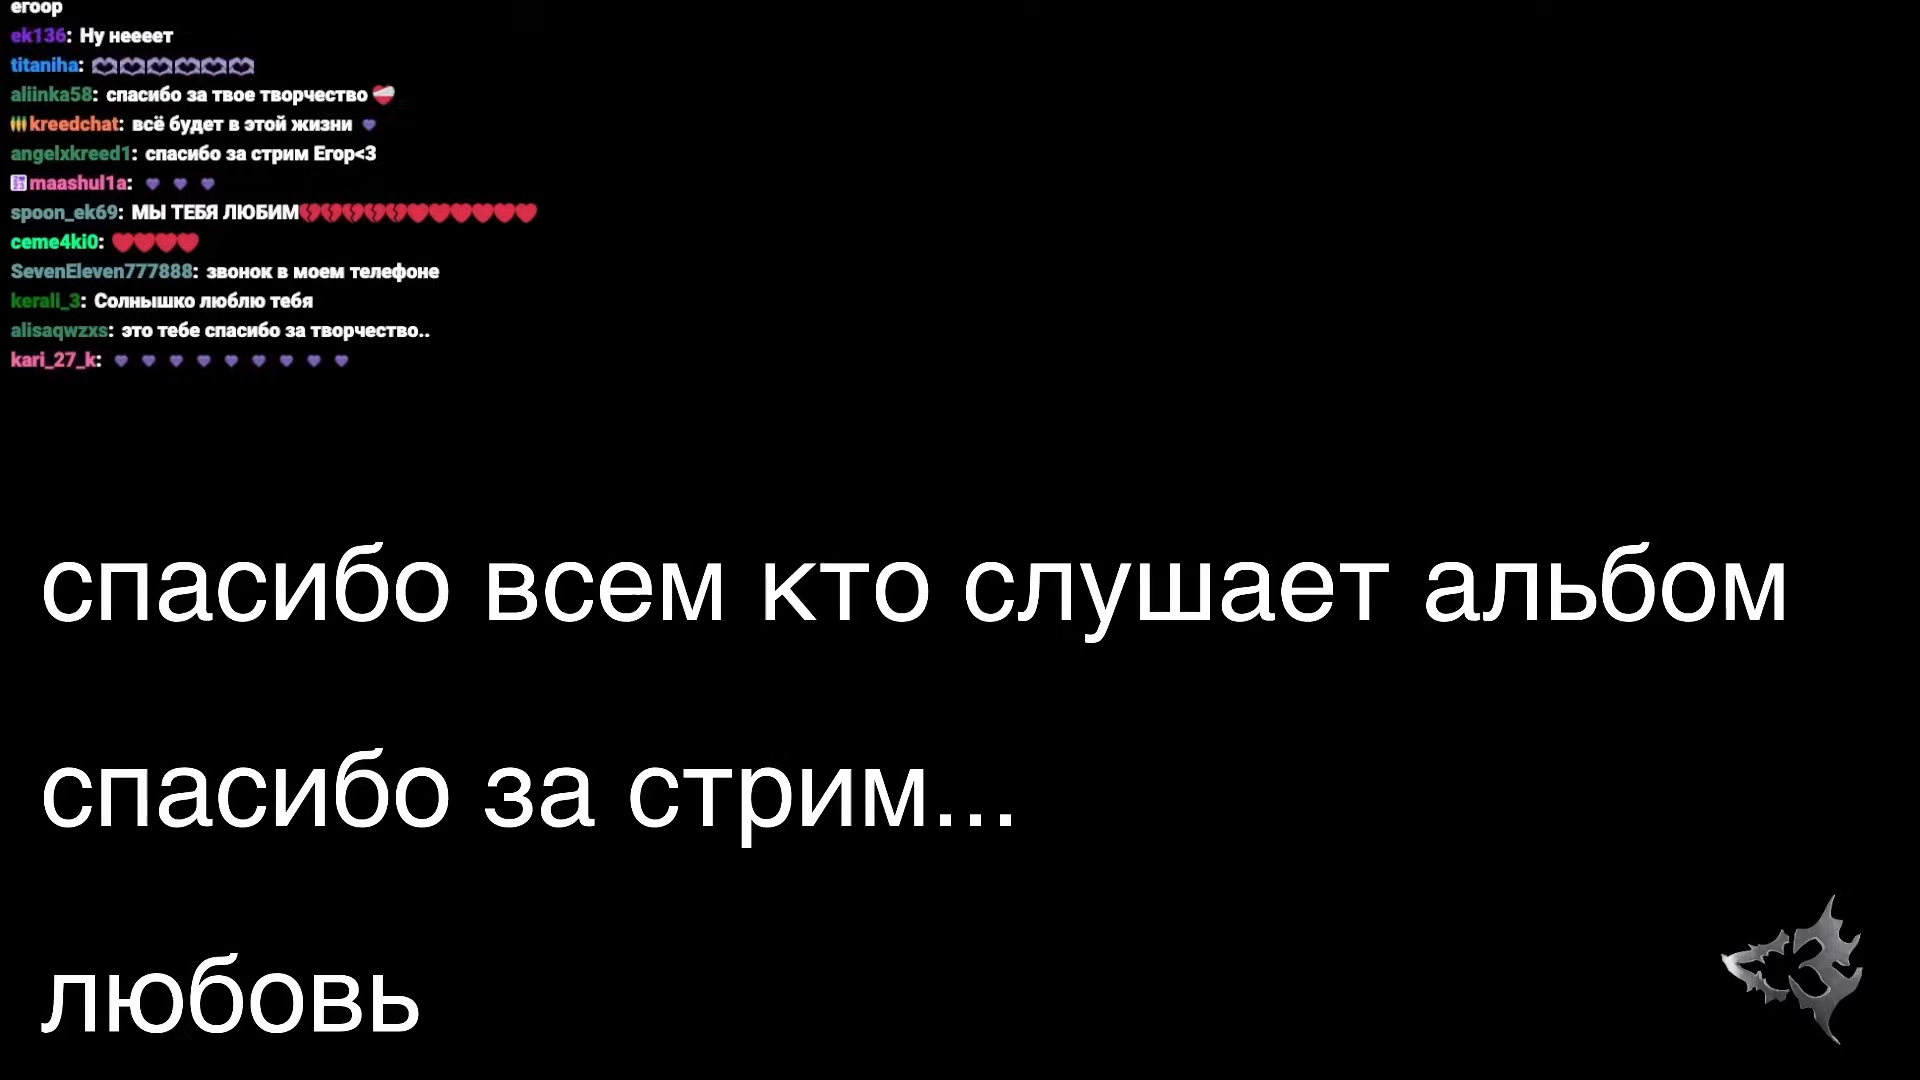 егоор
ek136: Ну неееет
titaniha:
aliinka58: спасибо за твое творчество
kreedchat: всё будет в этой жизни
angelxkreed1: спасибо за стрим Егор<3
maashul1a:
spoon_ek69: МЫ ТЕБЯ ЛЮБИМ
ceme4ki0:
SevenEleven777888: звонок в моем телефоне
kerali_3: Солнышко люблю тебя
alisaqwzxs: это тебе спасибо за творчество..
kari_27_k:
спасибо всем кто слушает альбом
спасибо за стрим...
любовь